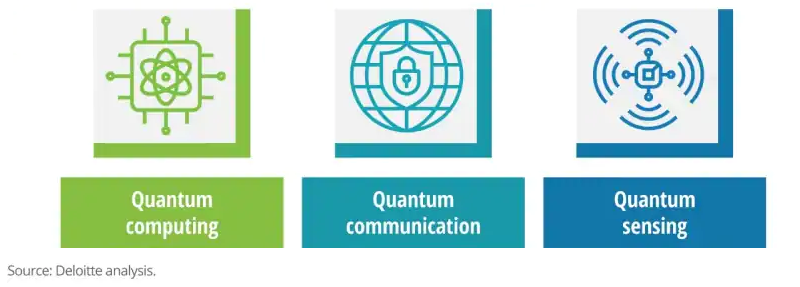 Quantum
computing
Quantum
communication
Quantum
sensing
Source: Deloitte analysis.